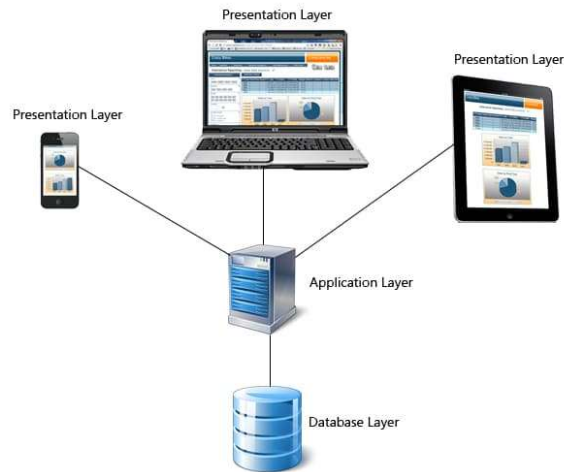 Presentation Layer
Presentation Layer
Presentation Layer
Application Layer
Database Layer